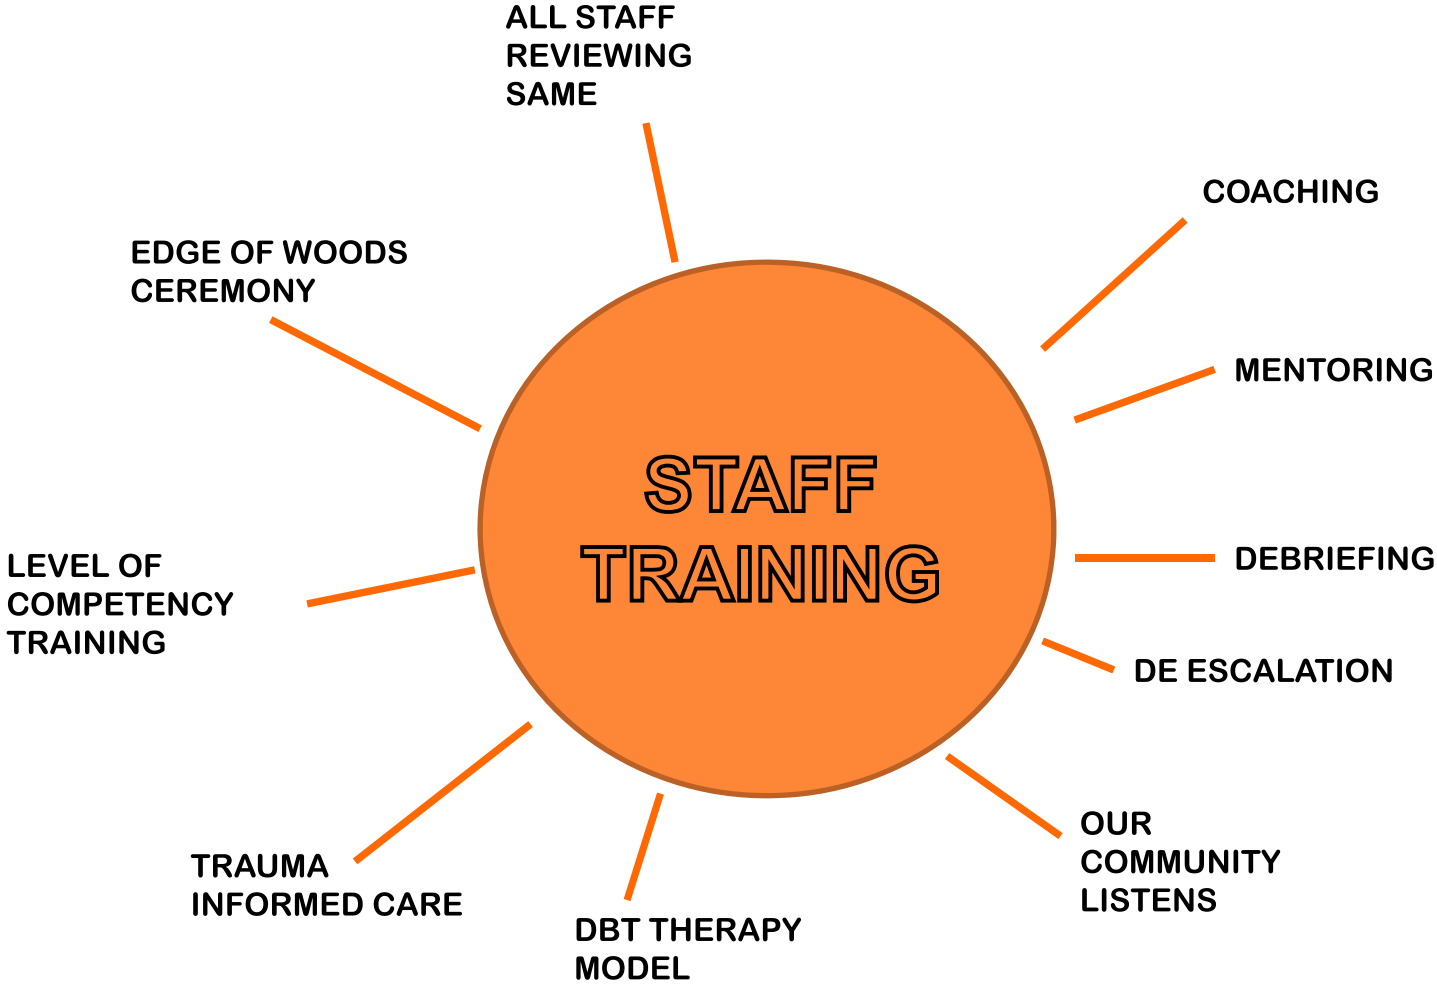 ALL STAFF
REVIEWING
SAME
COACHING
EDGE OF WOODS
CEREMONY
MENTORING
STAFF
TRAINING
LEVEL OF
COMPETENCY
TRAINING
DEBRIEFING
DE ESCALATION
TRAUMA
INFORMED CARE
OUR
COMMUNITY
LISTENS
DBT THERAPY
MODEL